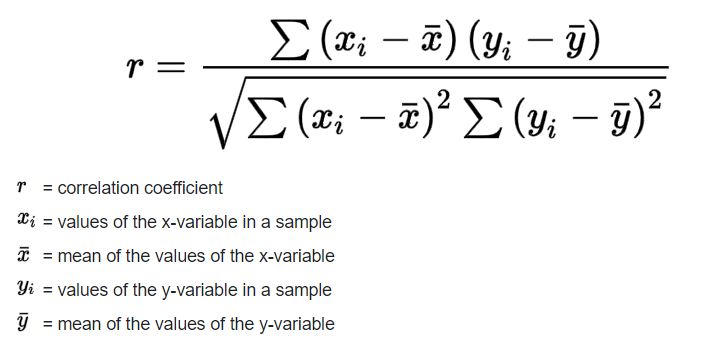 r = ∑(xᵢ − x̄)(yᵢ − ȳ) / √∑(xᵢ − x̄)² ∑(yᵢ − ȳ)²
r = correlation coefficient
xᵢ = values of the x-variable in a sample
x̄ = mean of the values of the x-variable
yᵢ = values of the y-variable in a sample
ȳ = mean of the values of the y-variable